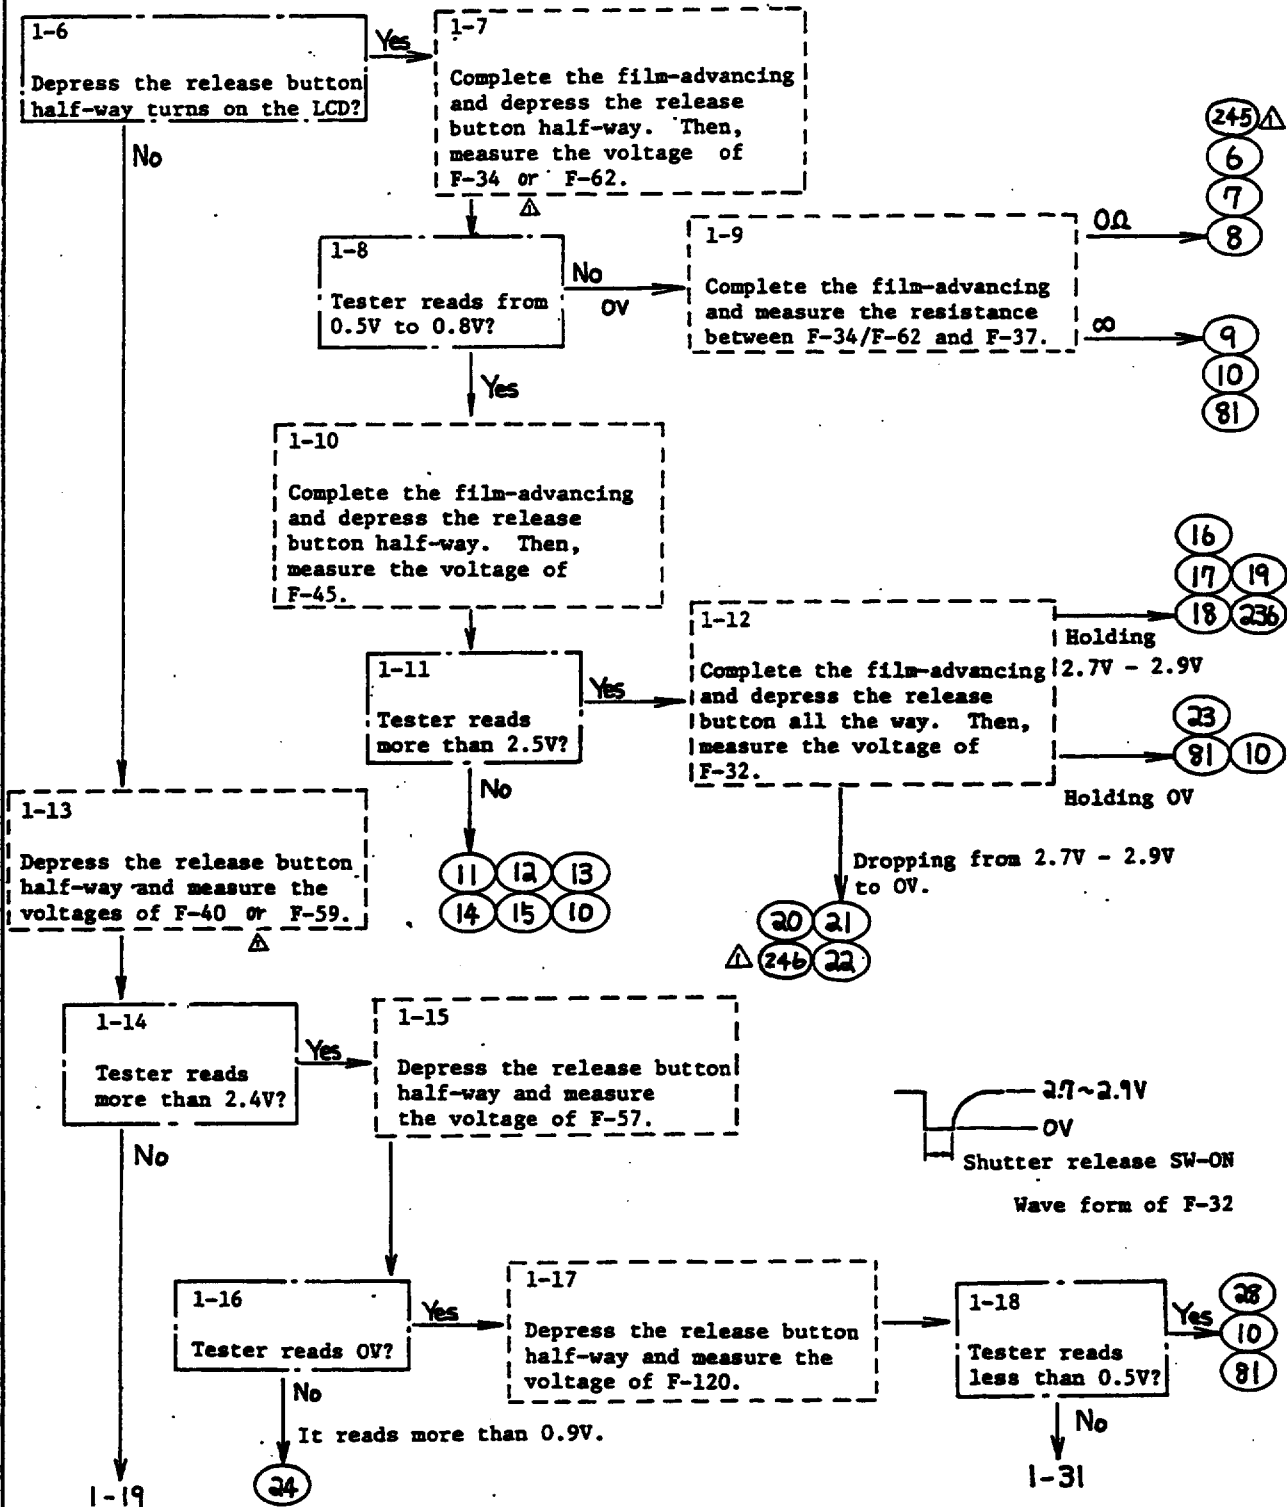 1-6
Depress the release button
half-way turns on the LCD?
Yes
No
1-7
Complete the film-advancing
and depress the release
button half-way. Then,
measure the voltage of
F-34 or F-62.
1-8
Tester reads from
0.5V to 0.8V?
No
0V
Yes
1-9
Complete the film-advancing
and measure the resistance
between F-34/F-62 and F-37.
0Ω
245
6
7
8
∞
9
10
81
1-10
Complete the film-advancing
and depress the release
button half-way. Then,
measure the voltage of
F-45.
1-11
Tester reads
more than 2.5V?
Yes
No
11 12 13
14 15 10
1-12
Complete the film-advancing
and depress the release
button all the way. Then,
measure the voltage of
F-32.
16
17 19
18 236
Holding
2.7V - 2.9V
23
81 10
Holding 0V
Dropping from 2.7V - 2.9V
to 0V.
20 21
246 22
1-13
Depress the release button
half-way and measure the
voltages of F-40 or F-59.
1-14
Tester reads
more than 2.4V?
Yes
No
1-15
Depress the release button
half-way and measure
the voltage of F-57.
2.7~2.9V
0V
Shutter release SW-ON
Wave form of F-32
1-16
Tester reads 0V?
Yes
No
It reads more than 0.9V.
24
1-17
Depress the release button
half-way and measure the
voltage of F-120.
1-18
Tester reads
less than 0.5V?
Yes
28
10
81
No
1-31
1-19